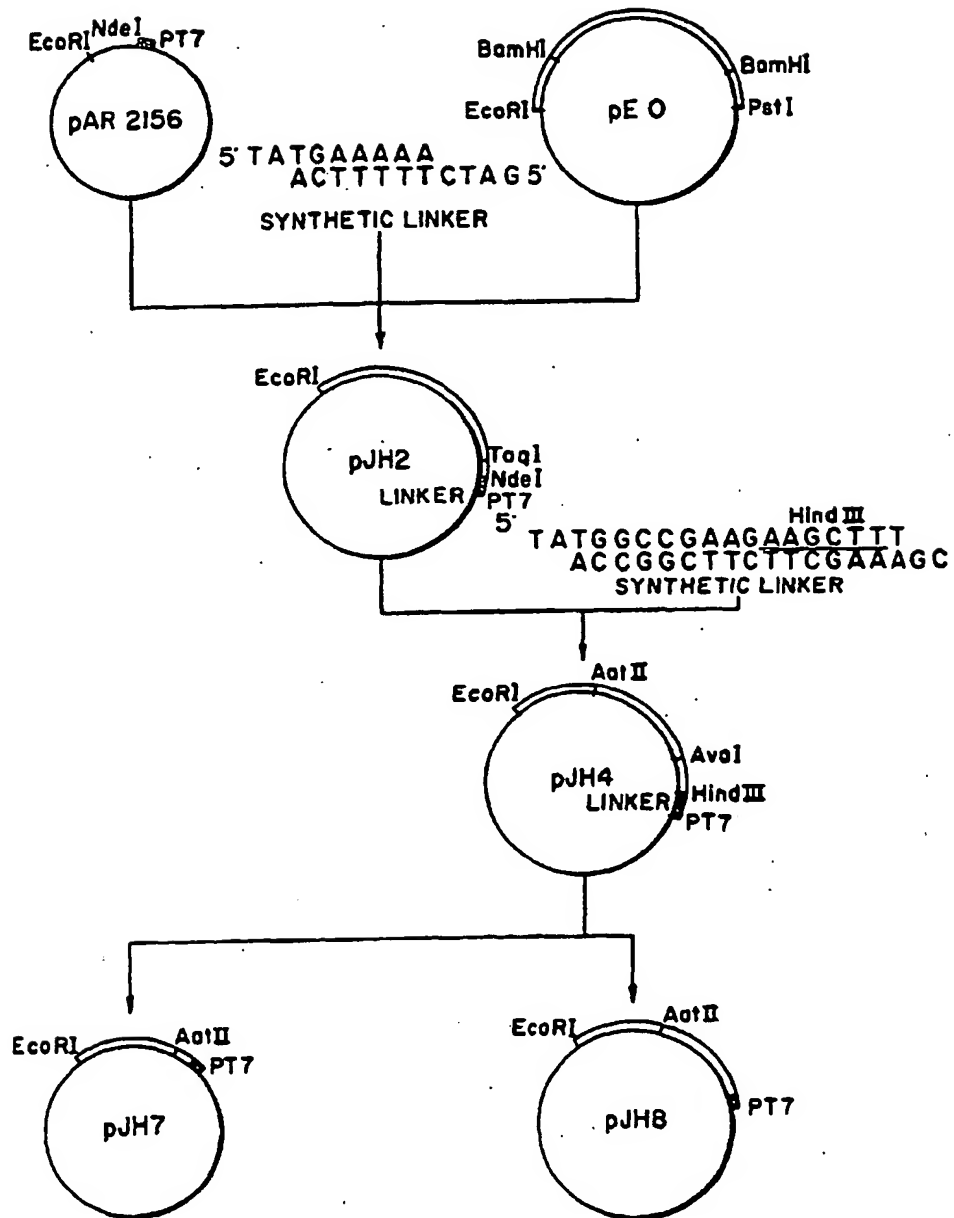 EcoRI
NdeI
PT7
pAR 2156
BamHI
BamHI
EcoRI
pE 0
PstI
5' TATGAAAAA
ACTTTTTCTAG5'
SYNTHETIC LINKER
EcoRI
pJH2
TaqI
NdeI
LINKER
PT7
5'
Hind III
TATGGCCGAAGAAGCTTT
ACCGGCTTCTTCGAAAGC
SYNTHETIC LINKER
EcoRI
AatII
AvaI
pJH4
LINKER
HindIII
PT7
EcoRI
AatII
PT7
pJH7
EcoRI
AatII
PT7
pJH8